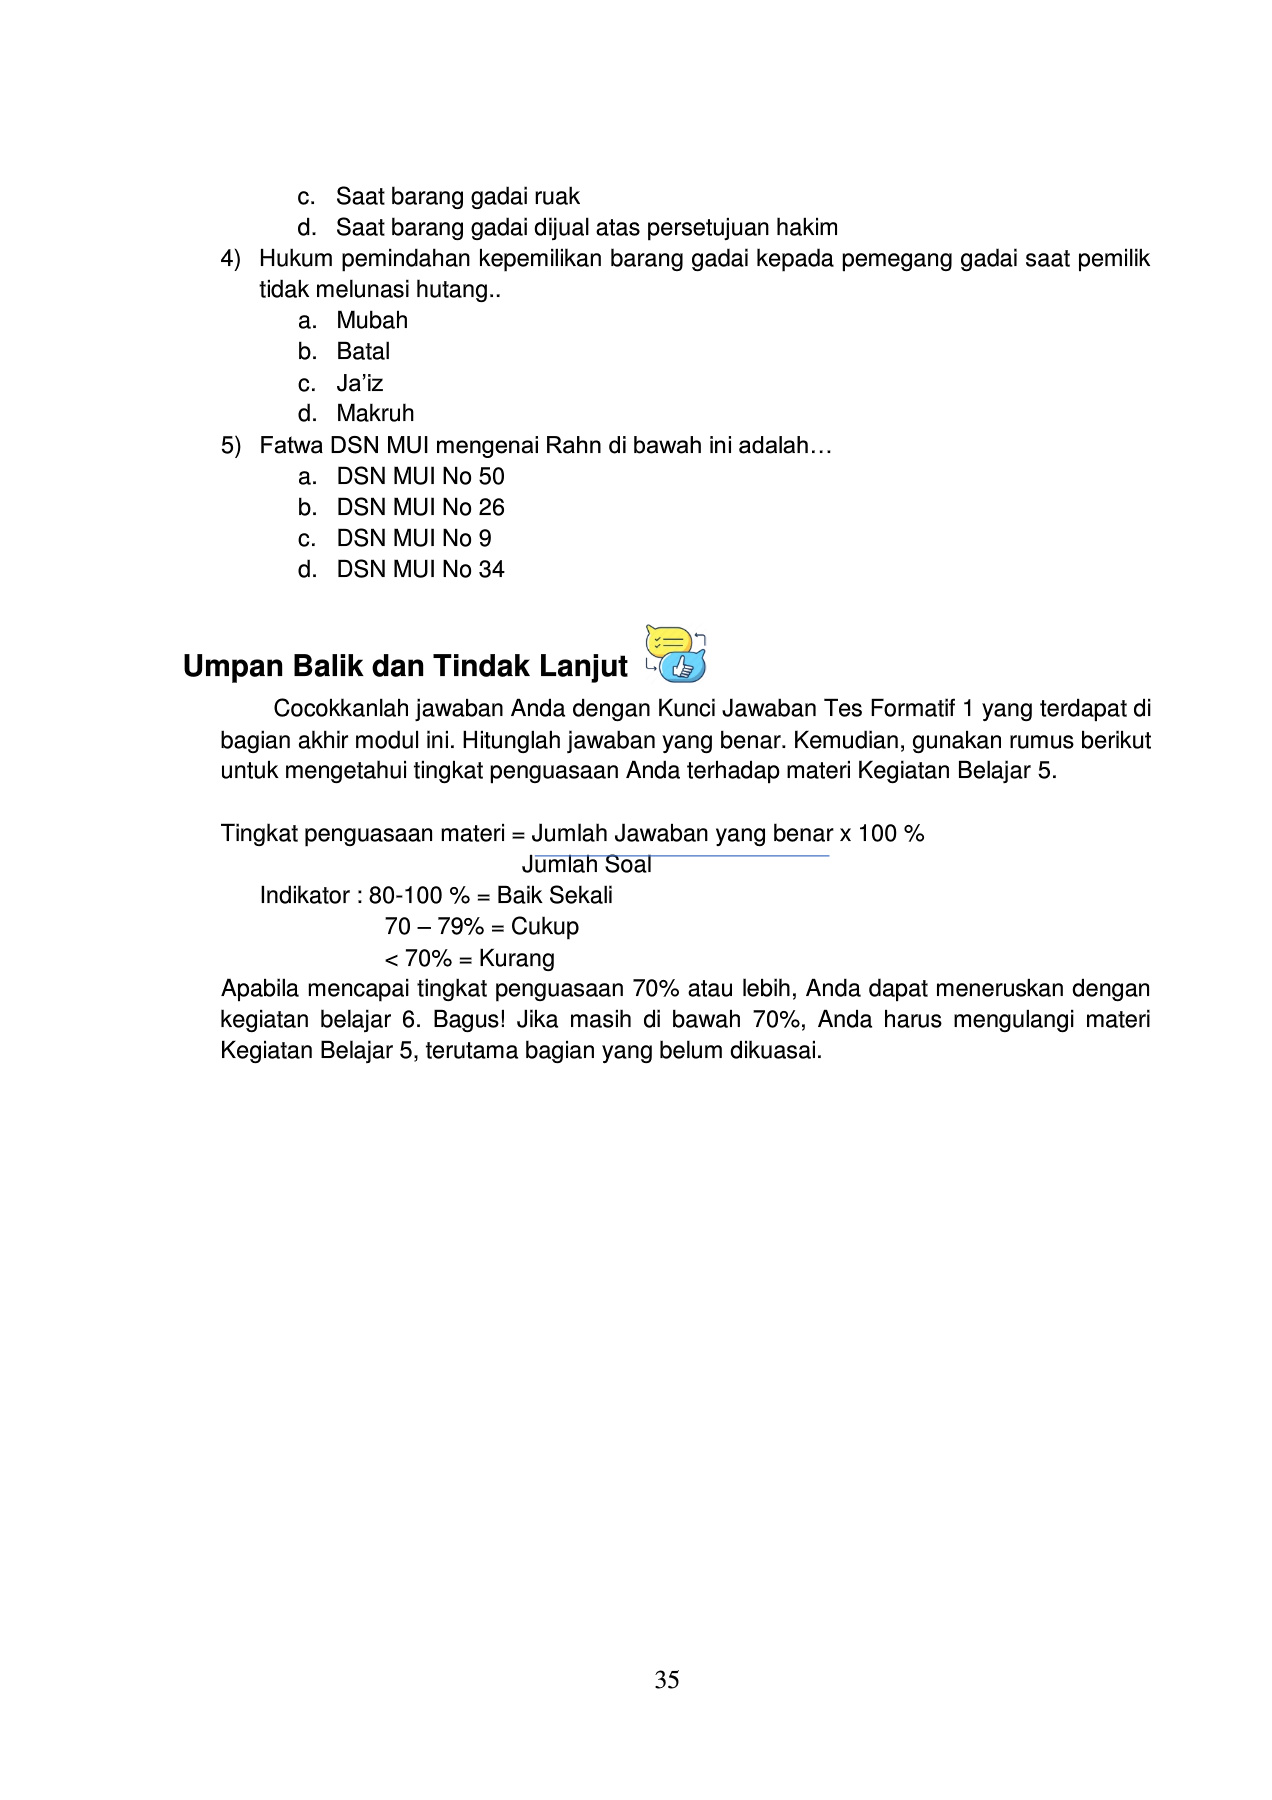 c. Saat barang gadai ruak
d. Saat barang gadai dijual atas persetujuan hakim
4) Hukum pemindahan kepemilikan barang gadai kepada pemegang gadai saat pemilik
tidak melunasi hutang..
a. Mubah
b. Batal
c. Ja’iz
d. Makruh
5) Fatwa DSN MUI mengenai Rahn di bawah ini adalah…
a. DSN MUI No 50
b. DSN MUI No 26
c. DSN MUI No 9
d. DSN MUI No 34
Umpan Balik dan Tindak Lanjut
Cocokkanlah jawaban Anda dengan Kunci Jawaban Tes Formatif 1 yang terdapat di
bagian akhir modul ini. Hitunglah jawaban yang benar. Kemudian, gunakan rumus berikut
untuk mengetahui tingkat penguasaan Anda terhadap materi Kegiatan Belajar 5.
Tingkat penguasaan materi = Jumlah Jawaban yang benar x 100 %
Jumlah Soal
Indikator : 80-100 % = Baik Sekali
70 – 79% = Cukup
< 70% = Kurang
Apabila mencapai tingkat penguasaan 70% atau lebih, Anda dapat meneruskan dengan
kegiatan belajar 6. Bagus! Jika masih di bawah 70%, Anda harus mengulangi materi
Kegiatan Belajar 5, terutama bagian yang belum dikuasai.
35